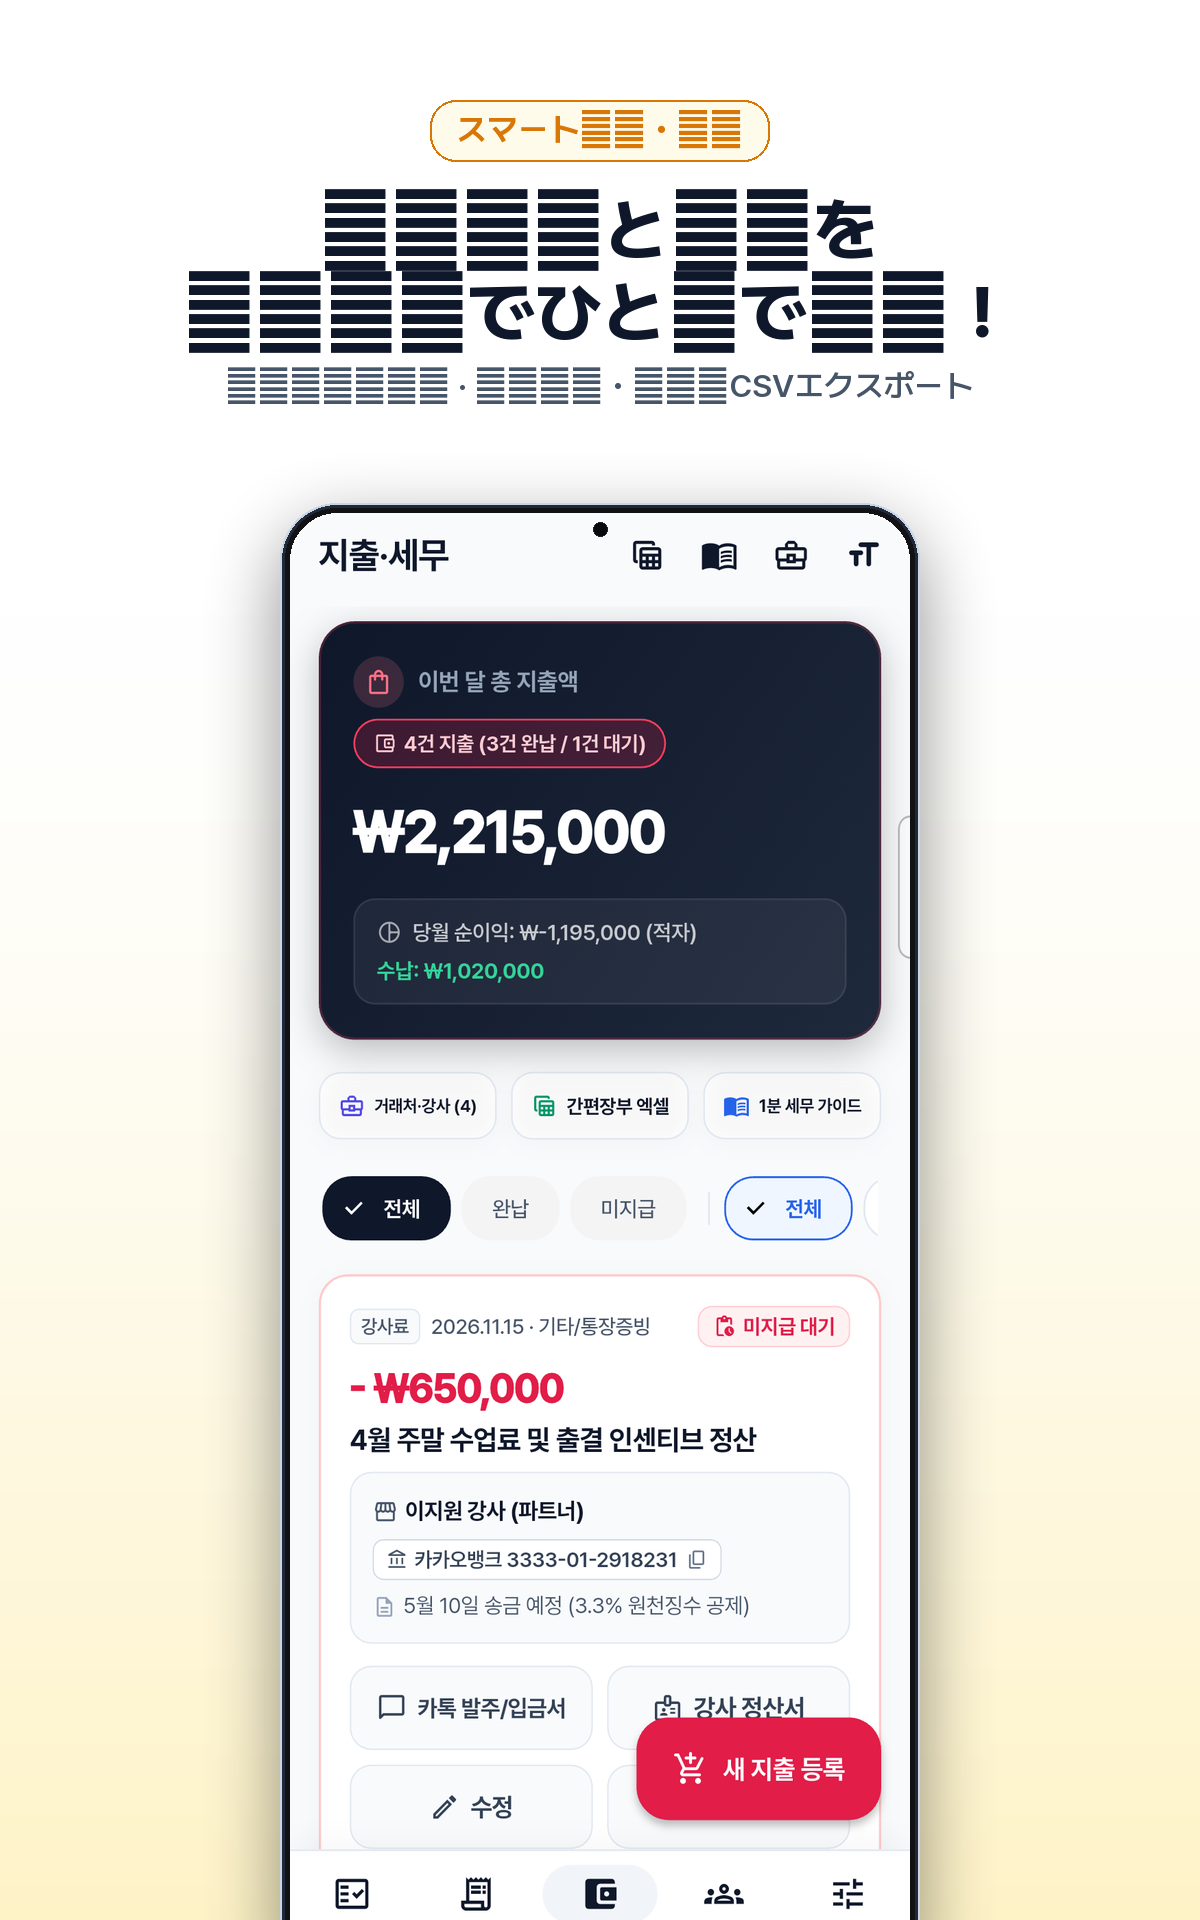 スマート・
と を
でひと で ！
・ ・ CSVエクスポート
지출·세무
이번 달 총 지출액
4건 지출 (3건 완납 / 1건 대기)
₩2,215,000
당월 순이익: ₩-1,195,000 (적자)
수납: ₩1,020,000
거래처·강사 (4)
간편장부 엑셀
1분 세무 가이드
전체
완납
미지급
전체
강사료
2026.11.15 · 기타/통장증빙
미지급 대기
- ₩650,000
4월 주말 수업료 및 출결 인센티브 정산
이지원 강사 (파트너)
카카오뱅크 3333-01-2918231
5월 10일 송금 예정 (3.3% 원천징수 공제)
카톡 발주/입금서
강사 정산서
수정
새 지출 등록